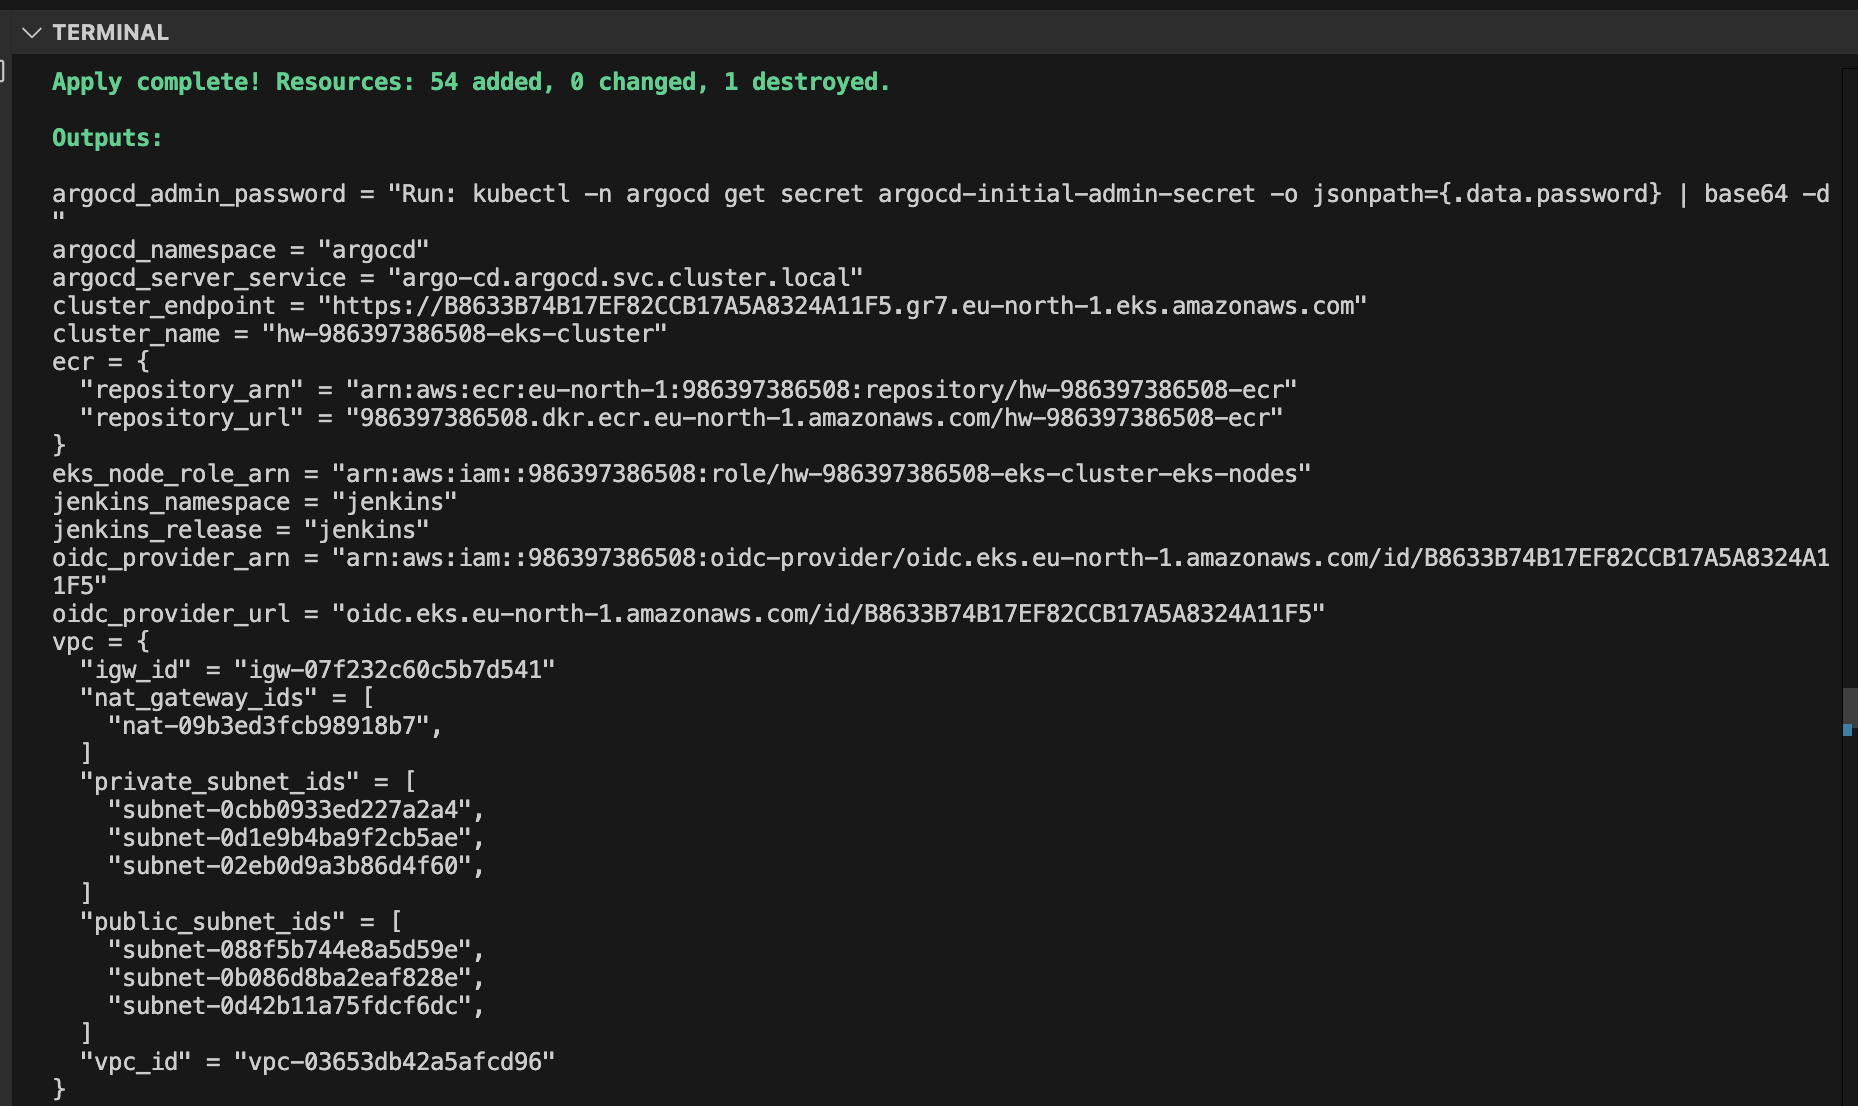 TERMINAL
Apply complete! Resources: 54 added, 0 changed, 1 destroyed.
Outputs:
argocd_admin_password = "Run: kubectl -n argocd get secret argocd-initial-admin-secret -o jsonpath={.data.password} | base64 -d
"
argocd_namespace = "argocd"
argocd_server_service = "argo-cd.argocd.svc.cluster.local"
cluster_endpoint = "https://B8633B74B17EF82CCB17A5A8324A11F5.gr7.eu-north-1.eks.amazonaws.com"
cluster_name = "hw-986397386508-eks-cluster"
ecr = {
  "repository_arn" = "arn:aws:ecr:eu-north-1:986397386508:repository/hw-986397386508-ecr"
  "repository_url" = "986397386508.dkr.ecr.eu-north-1.amazonaws.com/hw-986397386508-ecr"
}
eks_node_role_arn = "arn:aws:iam::986397386508:role/hw-986397386508-eks-cluster-eks-nodes"
jenkins_namespace = "jenkins"
jenkins_release = "jenkins"
oidc_provider_arn = "arn:aws:iam::986397386508:oidc-provider/oidc.eks.eu-north-1.amazonaws.com/id/B8633B74B17EF82CCB17A5A8324A1
1F5"
oidc_provider_url = "oidc.eks.eu-north-1.amazonaws.com/id/B8633B74B17EF82CCB17A5A8324A11F5"
vpc = {
  "igw_id" = "igw-07f232c60c5b7d541"
  "nat_gateway_ids" = [
    "nat-09b3ed3fcb98918b7",
  ]
  "private_subnet_ids" = [
    "subnet-0cbb0933ed227a2a4",
    "subnet-0d1e9b4ba9f2cb5ae",
    "subnet-02eb0d9a3b86d4f60",
  ]
  "public_subnet_ids" = [
    "subnet-088f5b744e8a5d59e",
    "subnet-0b086d8ba2eaf828e",
    "subnet-0d42b11a75fdcf6dc",
  ]
  "vpc_id" = "vpc-03653db42a5afcd96"
}